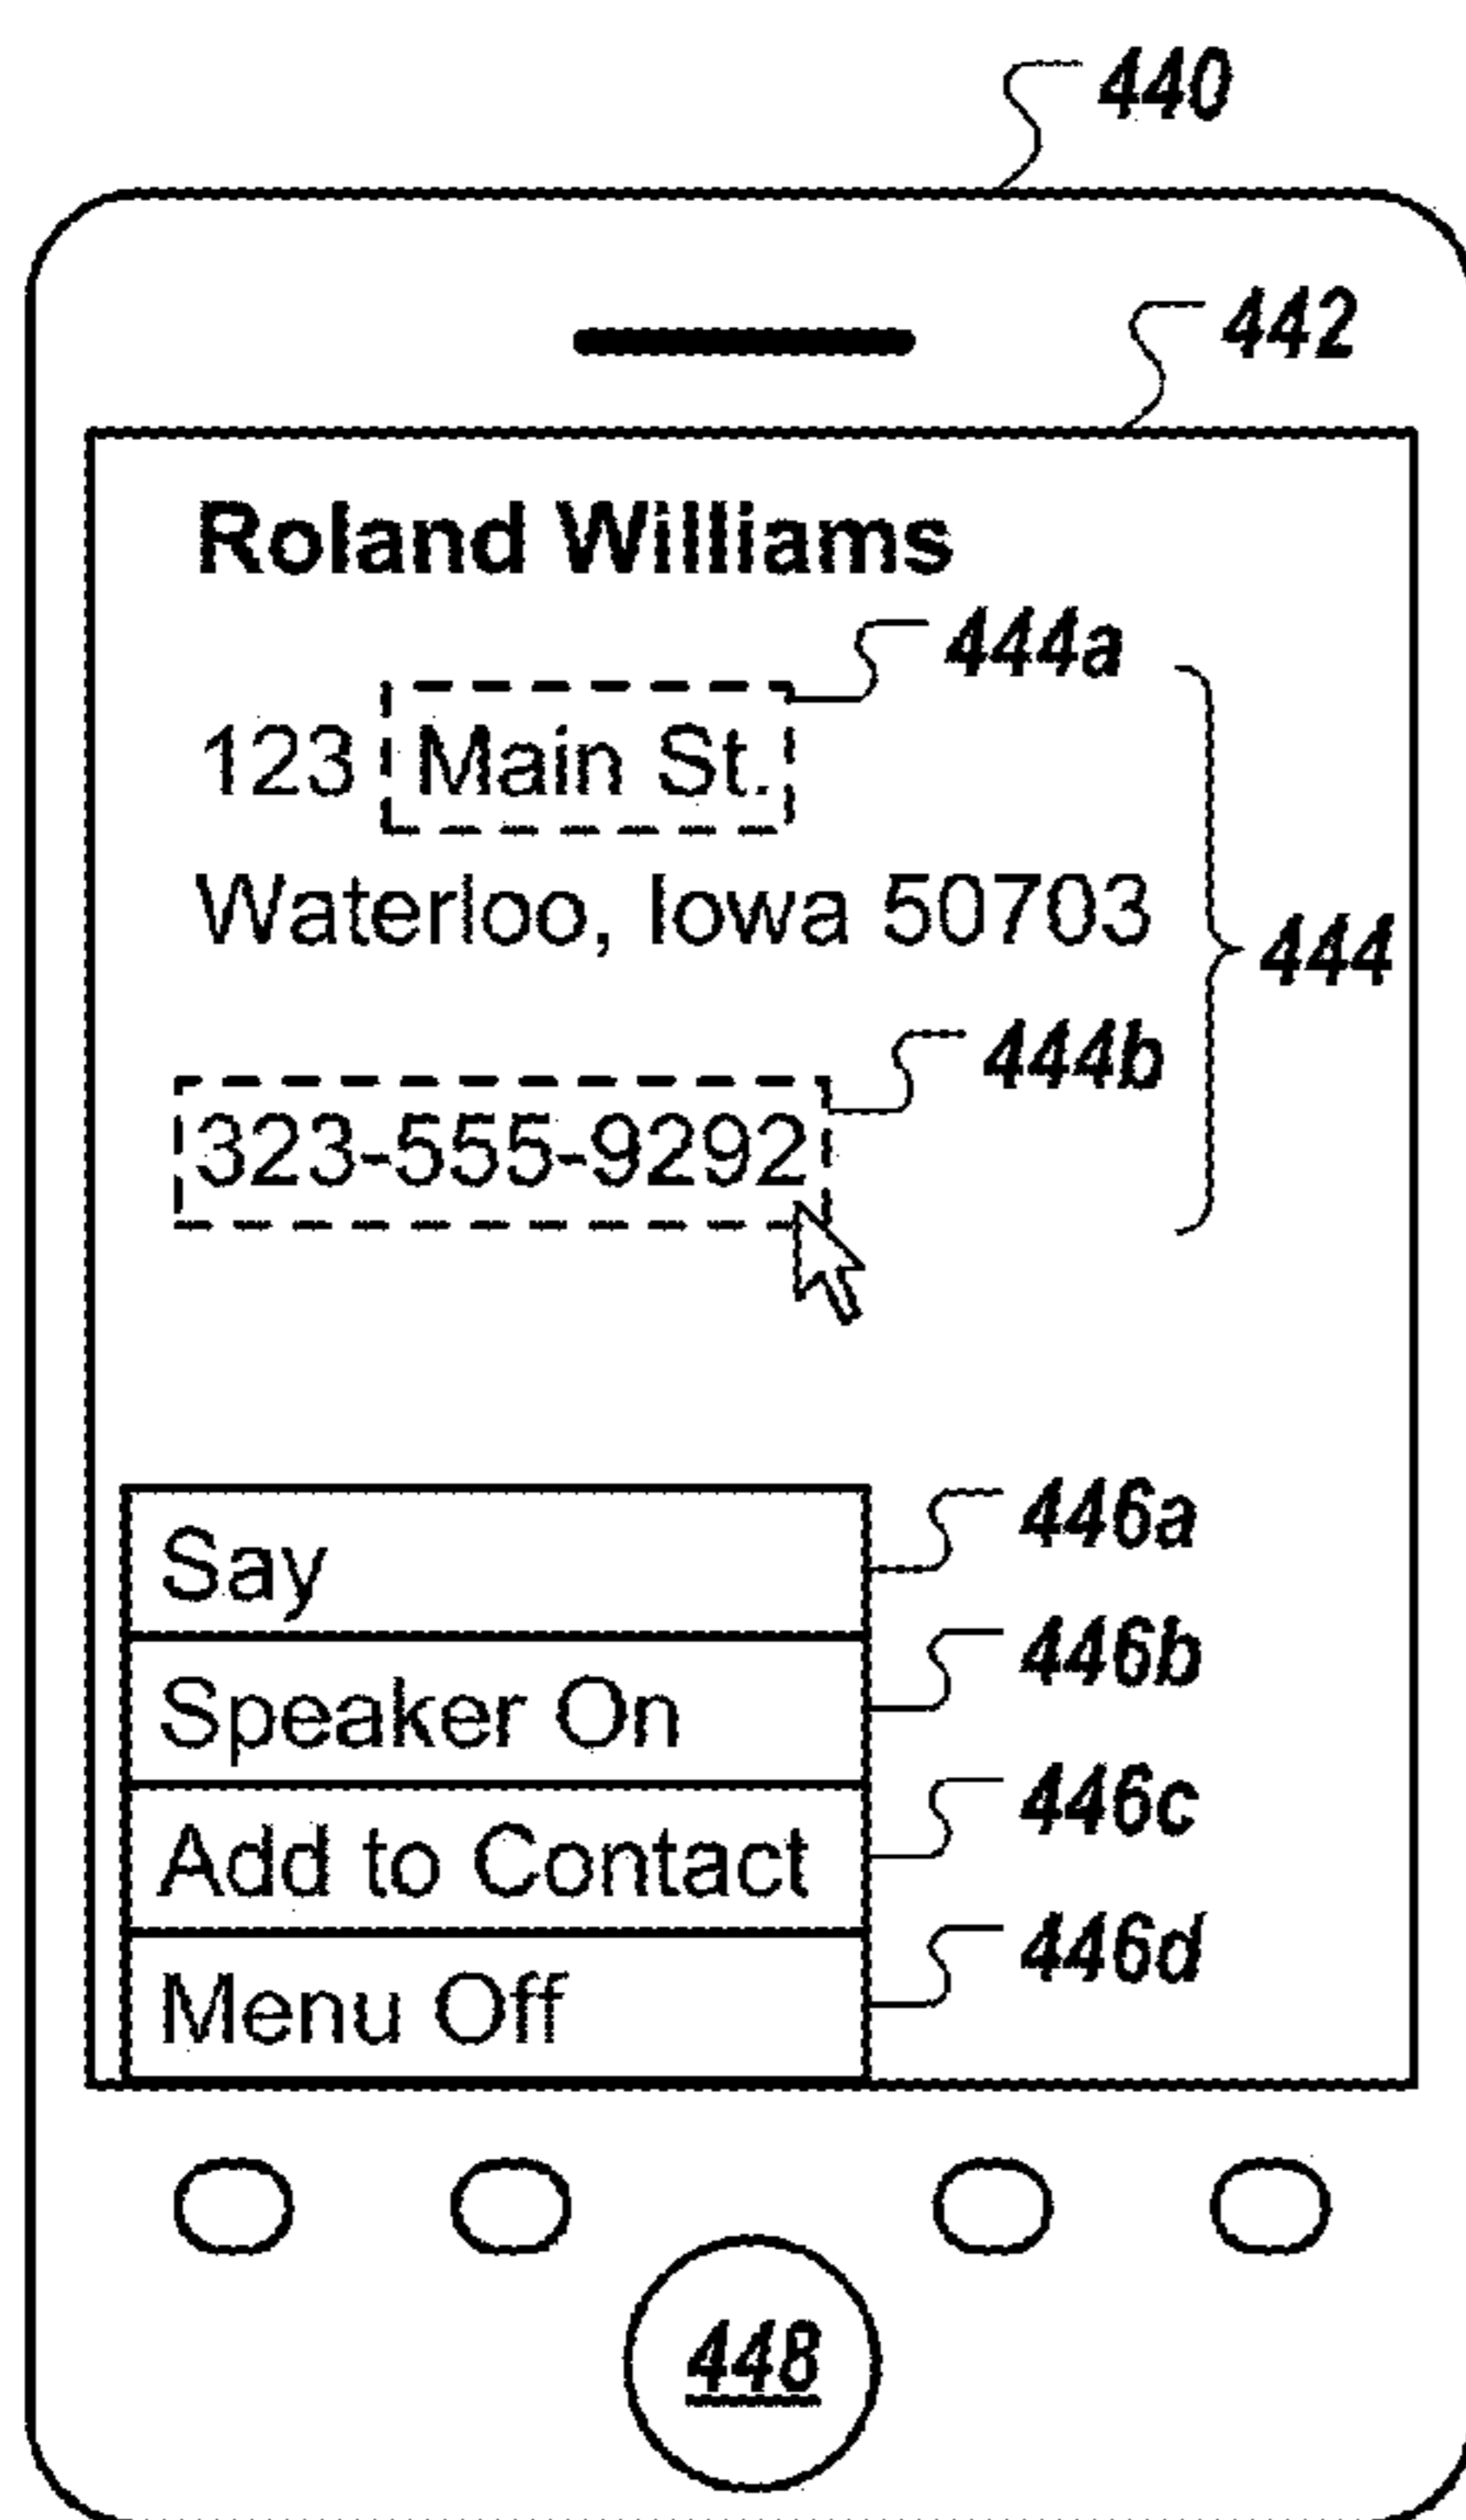 440
442
Roland Williams
444a
123 Main St.
Waterloo, Iowa 50703
444
444b
323-555-9292
Say 446a
Speaker On 446b
Add to Contact 446c
Menu Off 446d
448